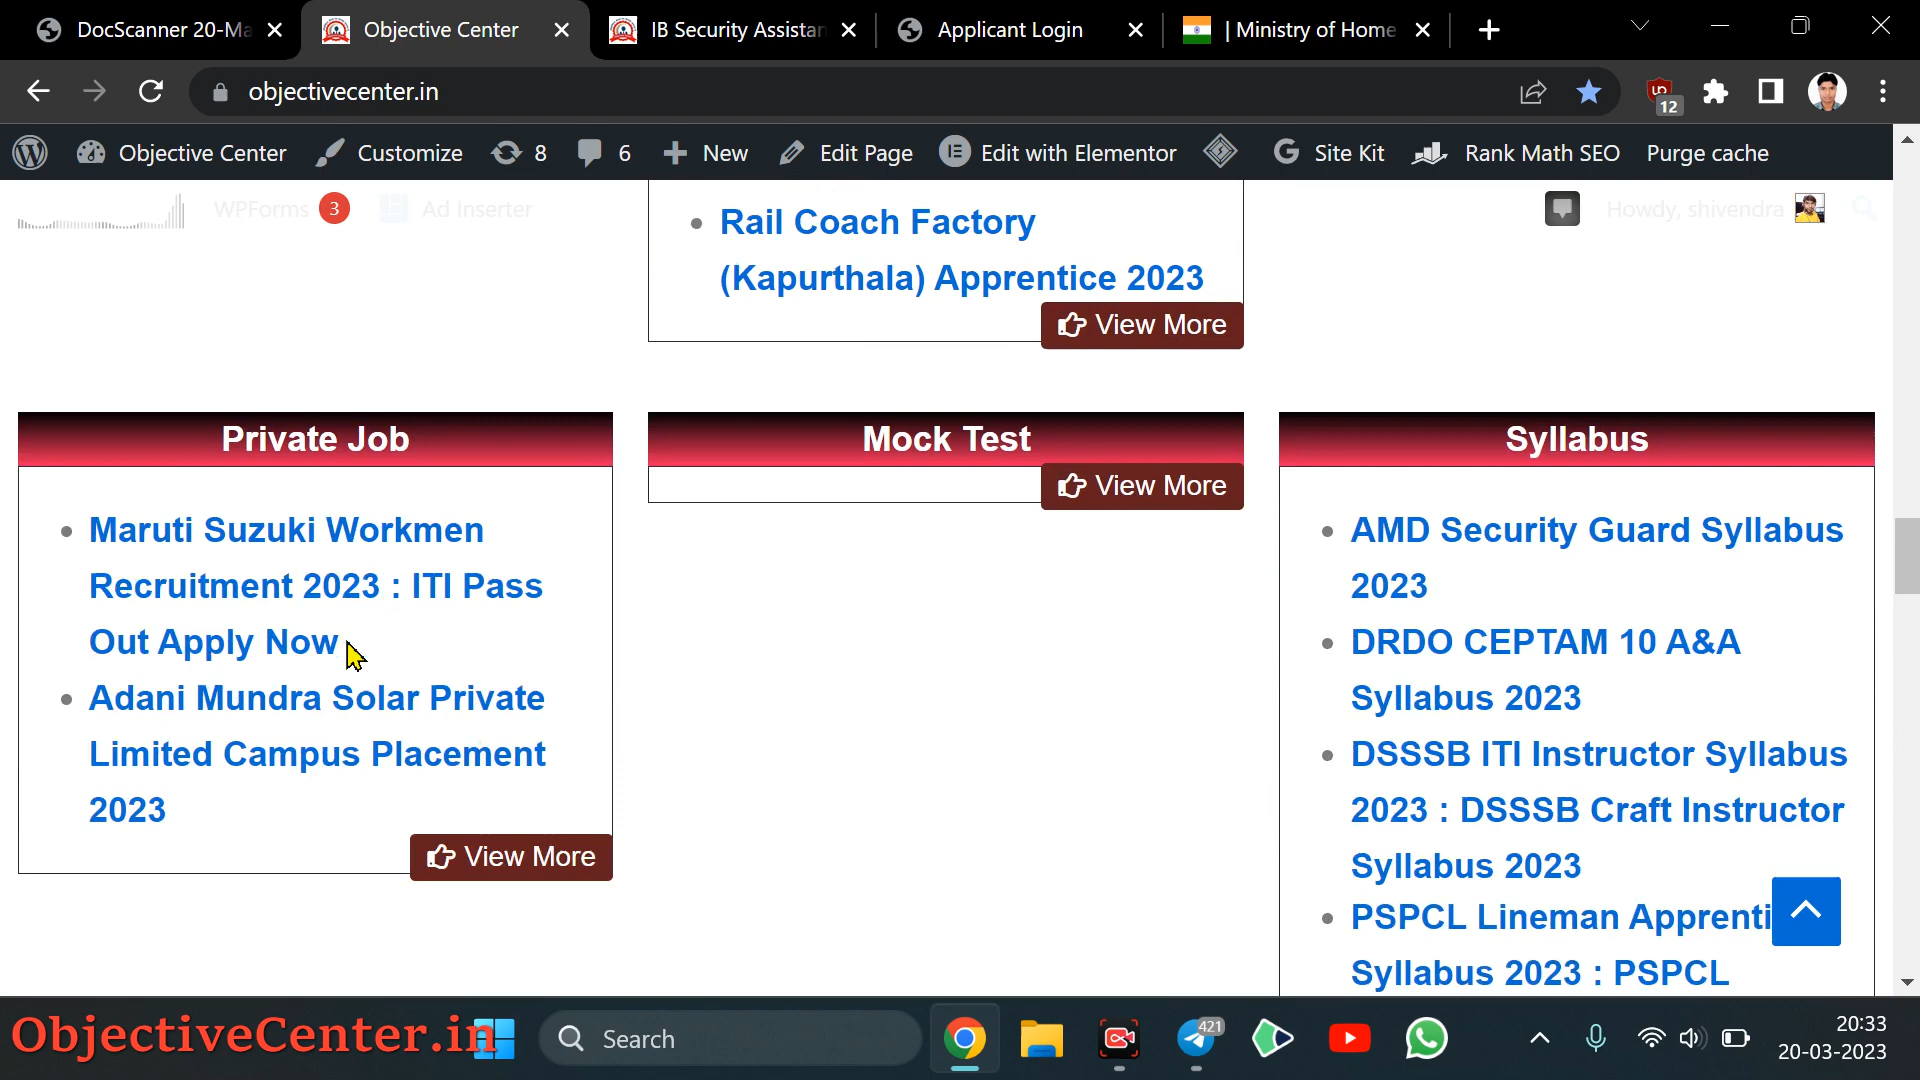 DocScanner 20-Ma
Objective Center
IB Security Assistan
Applicant Login
| Ministry of Home
objectivecenter.in
12
Objective Center
Customize
8
6
New
Edit Page
Edit with Elementor
Site Kit
Rank Math SEO
Purge cache
WPForms 3
Ad Inserter
Howdy, shivendra
Rail Coach Factory
(Kapurthala) Apprentice 2023
View More
Private Job
Maruti Suzuki Workmen
Recruitment 2023 : ITI Pass
Out Apply Now
Adani Mundra Solar Private
Limited Campus Placement
2023
View More
Mock Test
View More
Syllabus
AMD Security Guard Syllabus
2023
DRDO CEPTAM 10 A&A
Syllabus 2023
DSSSB ITI Instructor Syllabus
2023 : DSSSB Craft Instructor
Syllabus 2023
PSPCL Lineman Apprenti
Syllabus 2023 : PSPCL
ObjectiveCenter.in
Search
421
20:33
20-03-2023